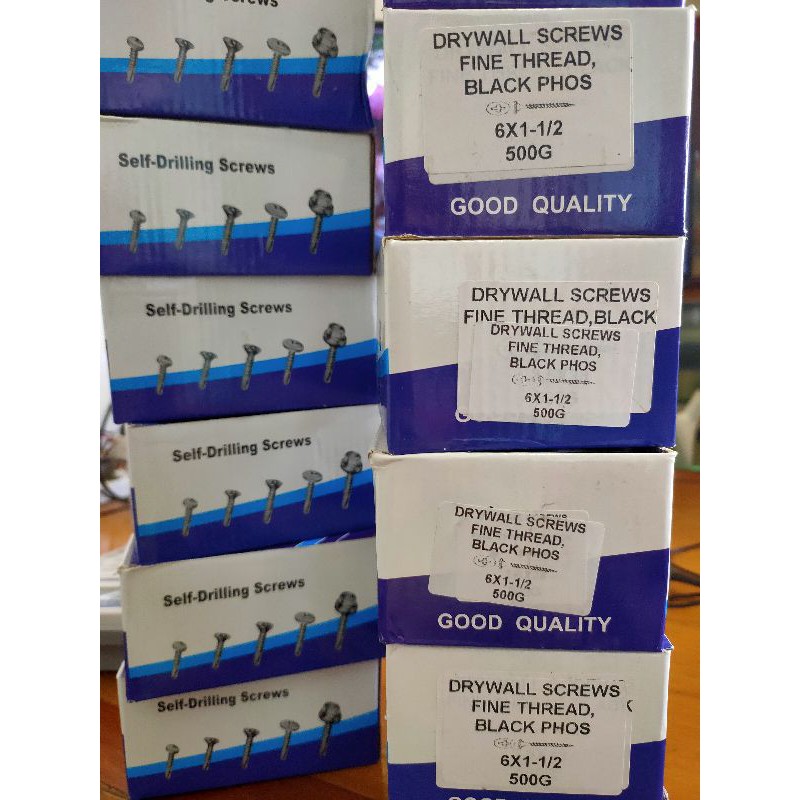 Self-Drilling Screws
Self-Drilling Screws
Self-Drilling Screws
Self-Drilling Screws
Self-Drilling Screws
DRYWALL SCREWS
FINE THREAD,
BLACK PHOS
6X1-1/2
500G
GOOD QUALITY
DRYWALL SCREWS
FINE THREAD,BLACK
DRYWALL SCREWS
FINE THREAD,
BLACK PHOS
6X1-1/2
500G
DRYWALL SCREWS
FINE THREAD,
BLACK PHOS
6X1-1/2
500G
GOOD QUALITY
DRYWALL SCREWS
FINE THREAD,
BLACK PHOS
6X1-1/2
500G